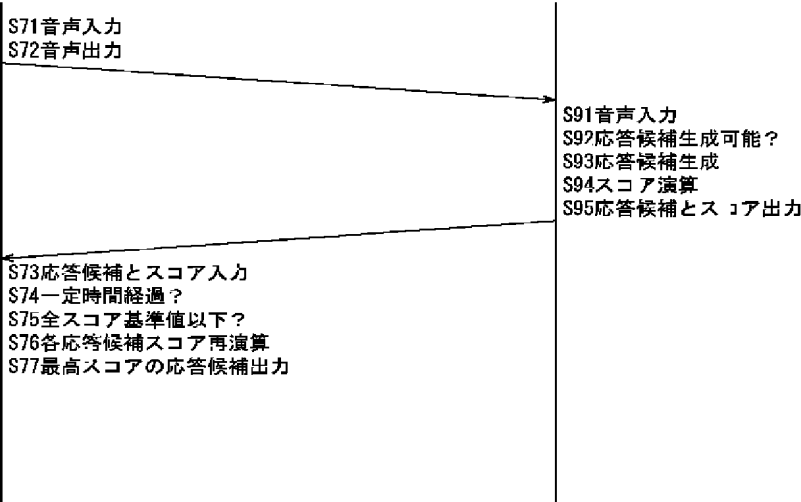 S71音声入力
S72音声出力
S91音声入力
S92応答候補生成可能？
S93応答候補生成
S94スコア演算
S95応答候補とスコア出力
S73応答候補とスコア入力
S74一定時間経過？
S75全スコア基準値以下？
S76各応答候補スコア再演算
S77最高スコアの応答候補出力